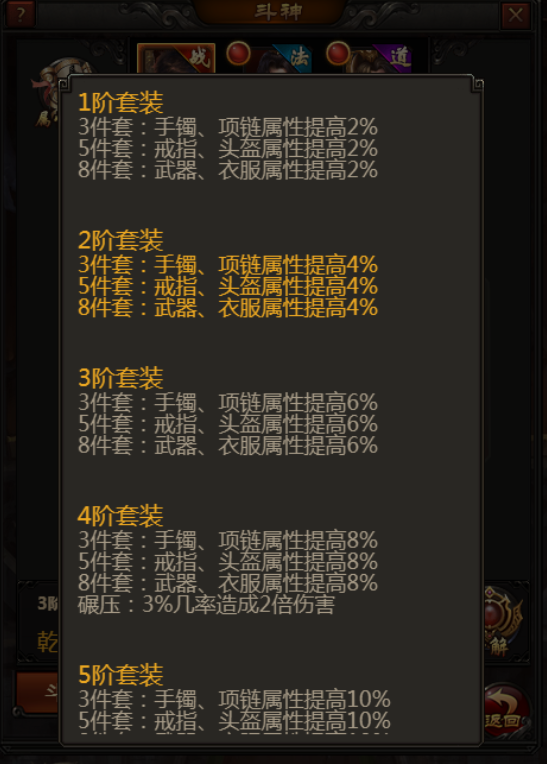 ?
斗神
战
法
道
1阶套装
3件套：手镯、项链属性提高2%
5件套：戒指、头盔属性提高2%
8件套：武器、衣服属性提高2%
2阶套装
3件套：手镯、项链属性提高4%
5件套：戒指、头盔属性提高4%
8件套：武器、衣服属性提高4%
3阶套装
3件套：手镯、项链属性提高6%
5件套：戒指、头盔属性提高6%
8件套：武器、衣服属性提高6%
4阶套装
3件套：手镯、项链属性提高8%
5件套：戒指、头盔属性提高8%
8件套：武器、衣服属性提高8%
碾压：3%几率造成2倍伤害
5阶套装
3件套：手镯、项链属性提高10%
5件套：戒指、头盔属性提高10%
3阶
乾
解
斗
返回